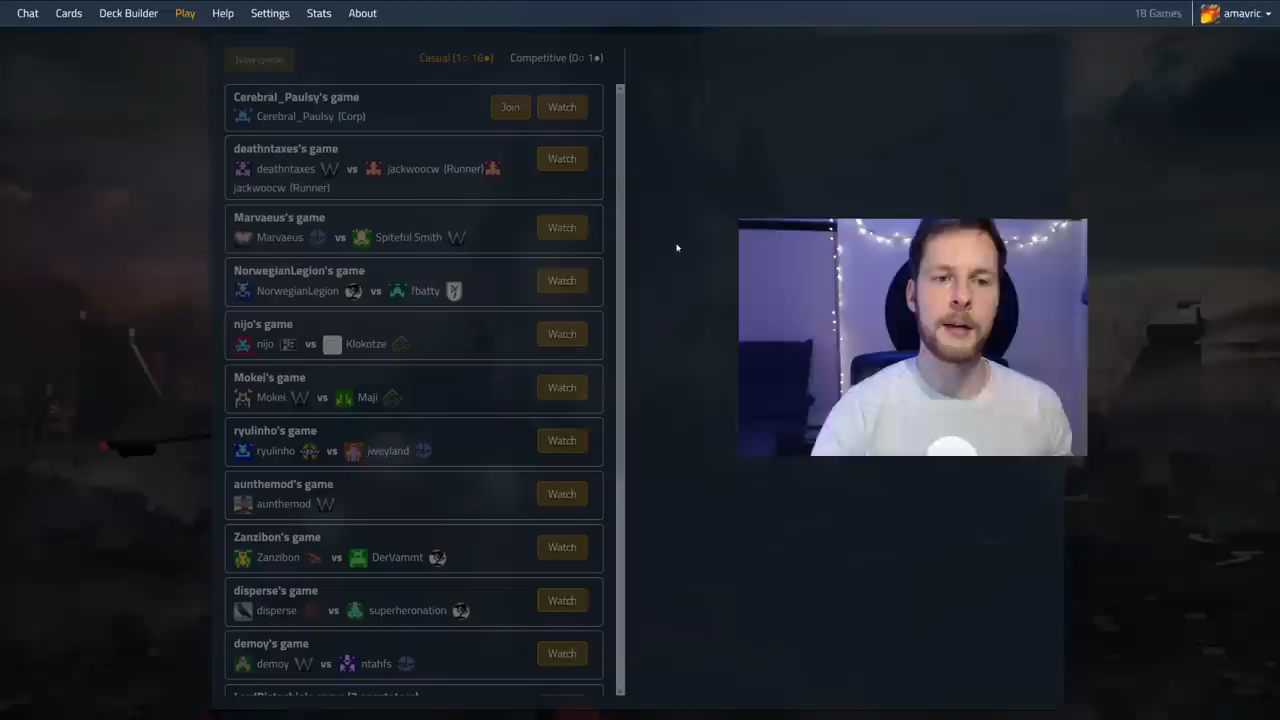 Chat Cards Deck Builder Play Help Settings Stats About 18 Games amavric
New game Casual (1○ 16●) Competitive (0○ 1●)
Cerebral_Paulsy's game
Cerebral_Paulsy (Corp) Join Watch
deathntaxes's game
deathntaxes vs jackwoocw (Runner) Watch
jackwoocw (Runner)
Marvaeus's game
Marvaeus vs Spiteful Smith Watch
NorwegianLegion's game
NorwegianLegion vs fbatty Watch
nijo's game
nijo vs Klokotze Watch
Mokei's game
Mokei vs Maji Watch
ryulinho's game
ryulinho vs jweyland Watch
aunthemod's game
aunthemod Watch
Zanzibon's game
Zanzibon vs DerVammt Watch
disperse's game
disperse vs superheronation Watch
demoy's game
demoy vs ntahfs Watch